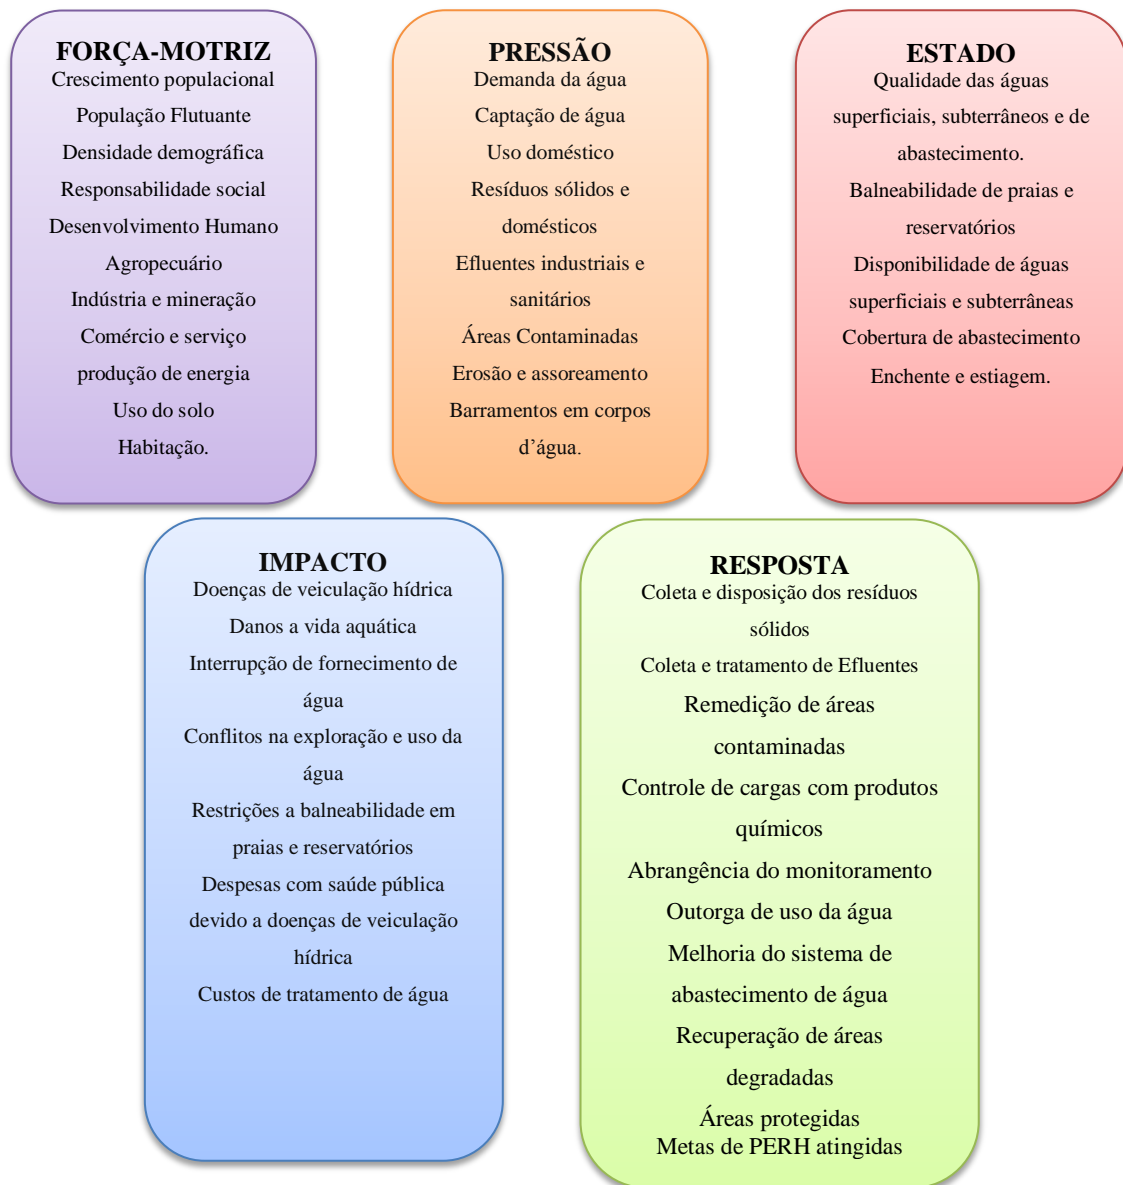 FORÇA-MOTRIZ
Crescimento populacional
População Flutuante
Densidade demográfica
Responsabilidade social
Desenvolvimento Humano
Agropecuário
Indústria e mineração
Comércio e serviço
produção de energia
Uso do solo
Habitação.
PRESSÃO
Demanda da água
Captação de água
Uso doméstico
Resíduos sólidos e
domésticos
Efluentes industriais e
sanitários
Áreas Contaminadas
Erosão e assoreamento
Barramentos em corpos
d’água.
ESTADO
Qualidade das águas
superficiais, subterrâneos e de
abastecimento.
Balneabilidade de praias e
reservatórios
Disponibilidade de águas
superficiais e subterrâneas
Cobertura de abastecimento
Enchente e estiagem.
IMPACTO
Doenças de veiculação hídrica
Danos a vida aquática
Interrupção de fornecimento de
água
Conflitos na exploração e uso da
água
Restrições a balneabilidade em
praias e reservatórios
Despesas com saúde pública
devido a doenças de veiculação
hídrica
Custos de tratamento de água
RESPOSTA
Coleta e disposição dos resíduos
sólidos
Coleta e tratamento de Efluentes
Remedição de áreas
contaminadas
Controle de cargas com produtos
químicos
Abrangência do monitoramento
Outorga de uso da água
Melhoria do sistema de
abastecimento de água
Recuperação de áreas
degradadas
Áreas protegidas
Metas de PERH atingidas